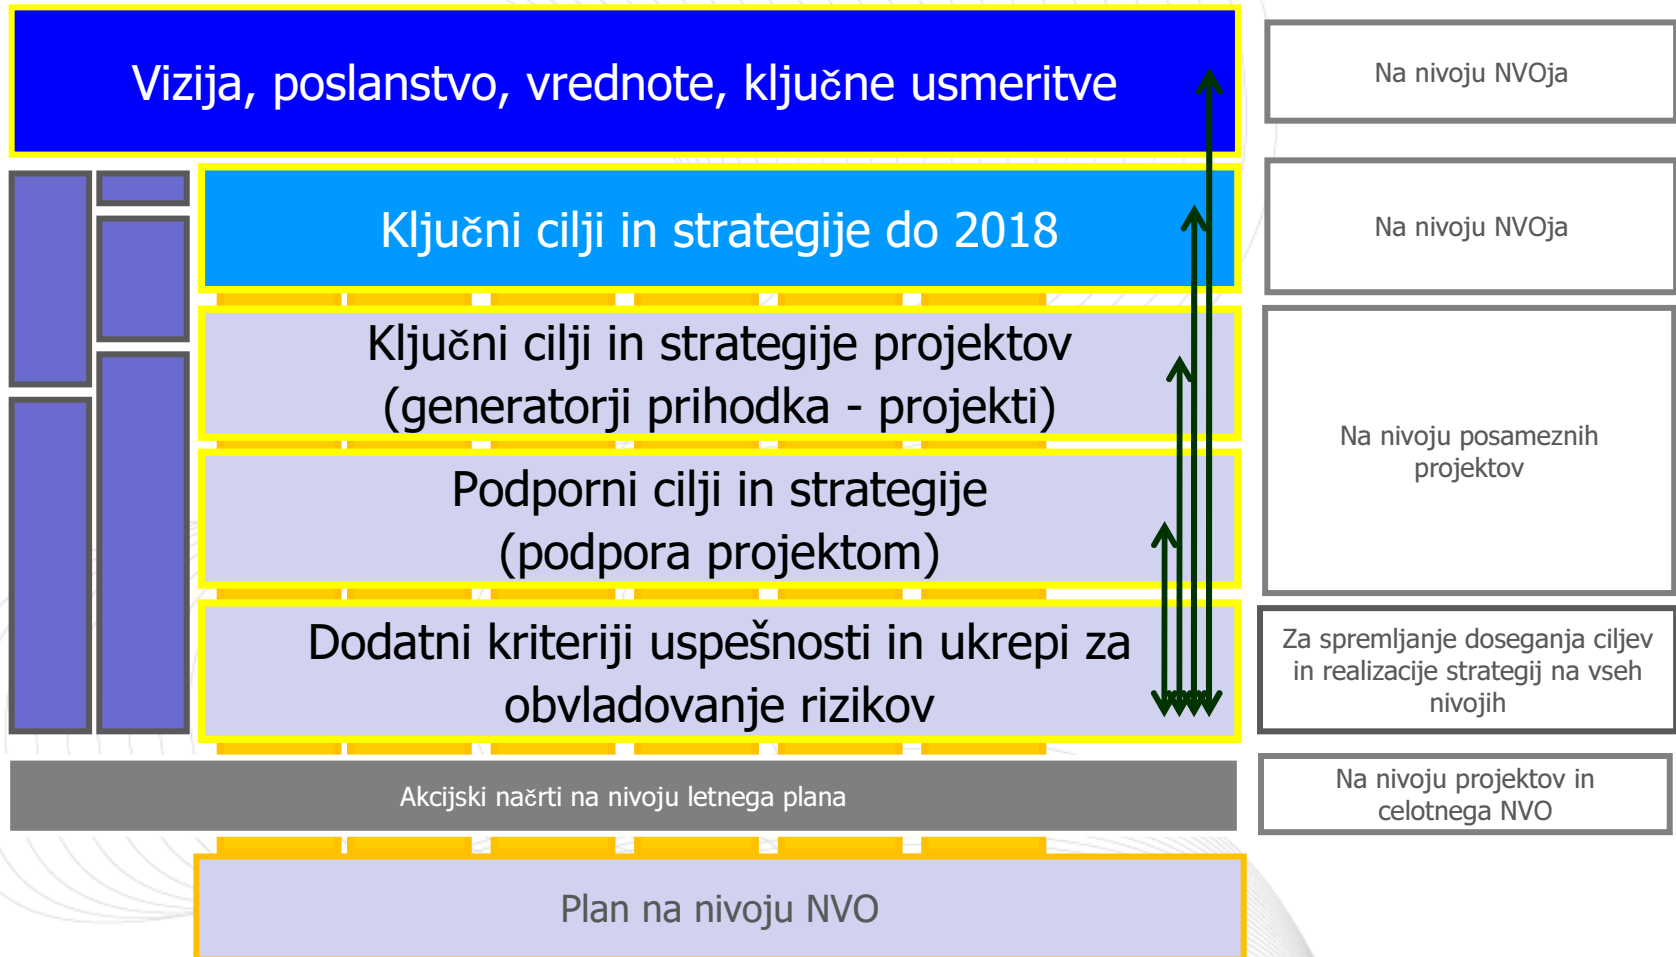 Vizija, poslanstvo, vrednote, ključne usmeritve
Na nivoju NVOja
Ključni cilji in strategije do 2018
Na nivoju NVOja
Ključni cilji in strategije projektov
(generatorji prihodka - projekti)
Na nivoju posameznih
projektov
Podporni cilji in strategije
(podpora projektom)
Dodatni kriteriji uspešnosti in ukrepi za
obvladovanje rizikov
Za spremljanje doseganja ciljev
in realizacije strategij na vseh
nivojih
Akcijski načrti na nivoju letnega plana
Na nivoju projektov in
celotnega NVO
Plan na nivoju NVO